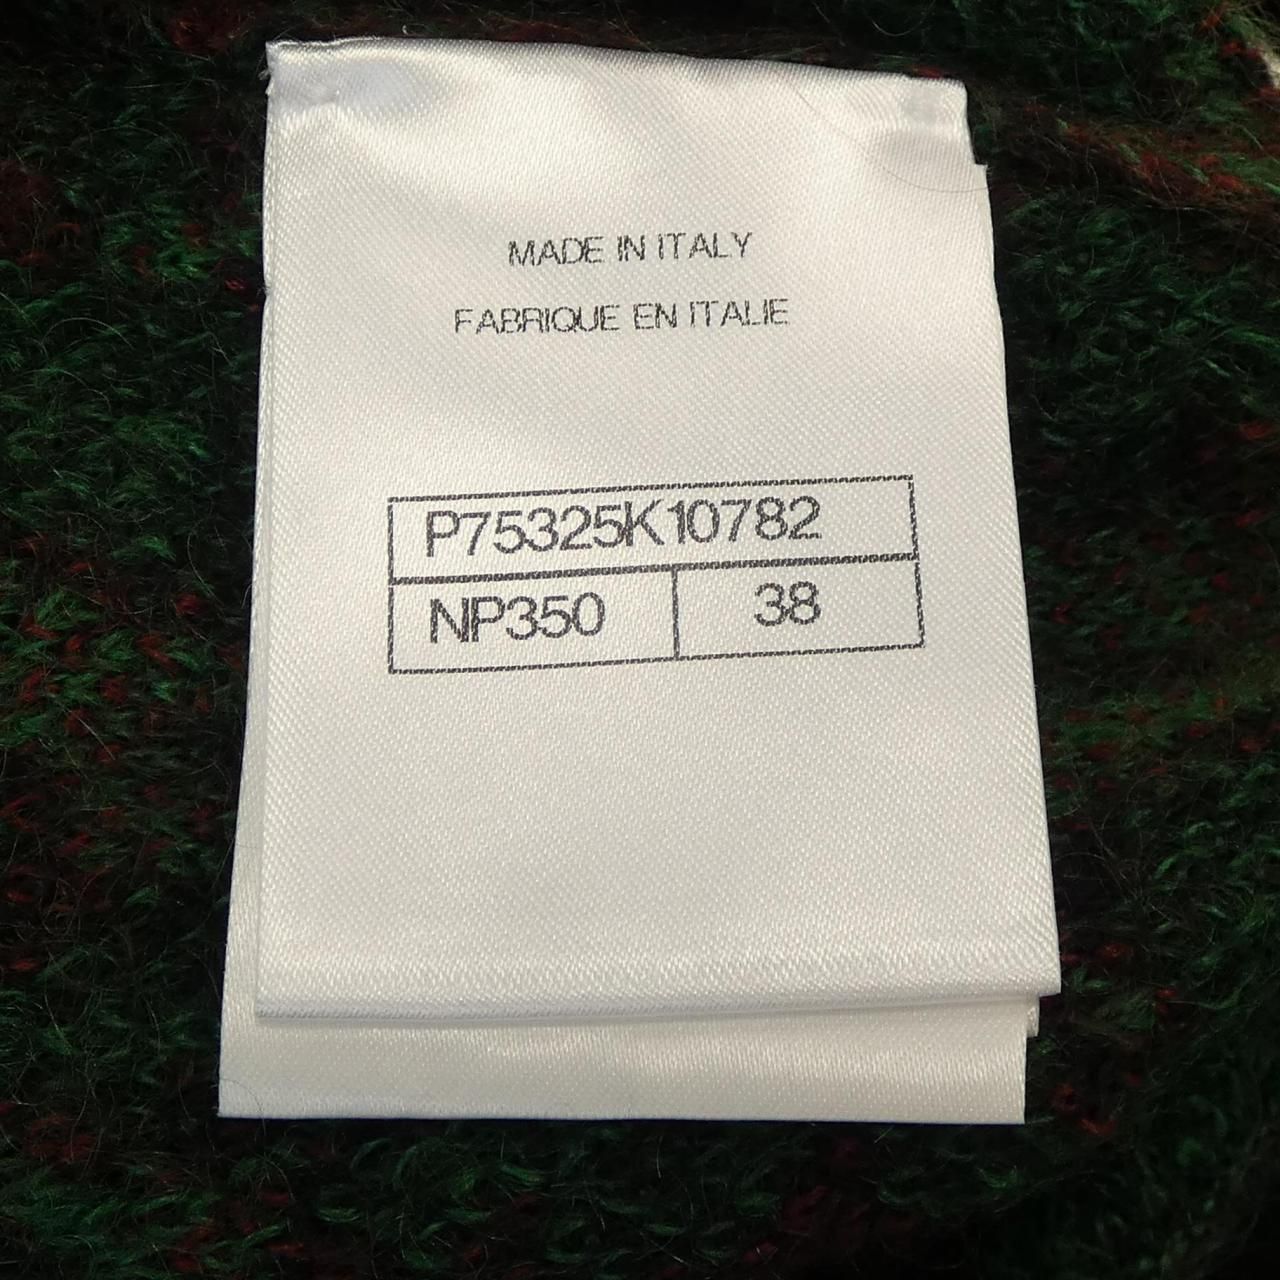 MADE IN ITALY
FABRIQUE EN ITALIE
P75325K10782
NP350 38